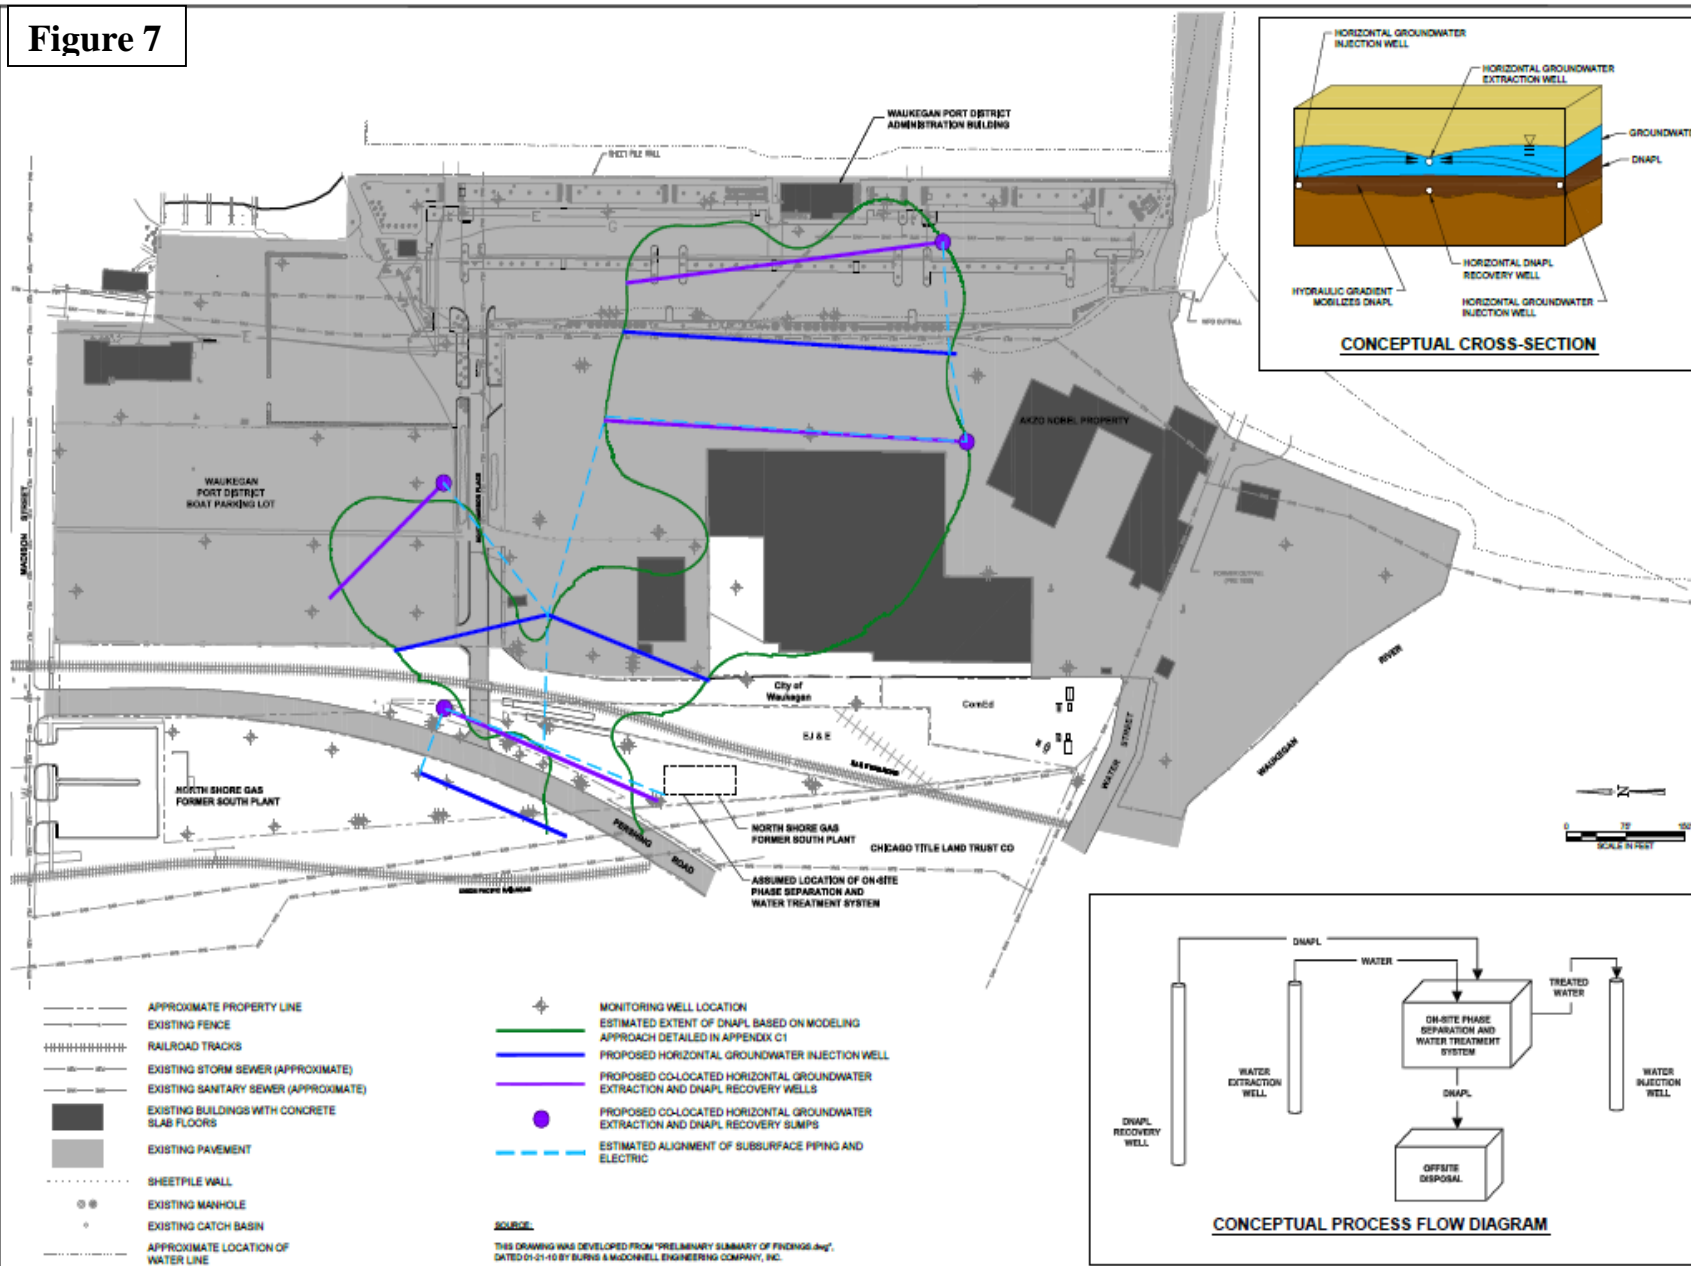 Figure 7
HORIZONTAL GROUNDWATER
INJECTION WELL
HORIZONTAL GROUNDWATER
EXTRACTION WELL
GROUNDWATE
DNAPL
HORIZONTAL DNAPL
RECOVERY WELL
HYDRAULIC GRADIENT
MOBILIZES DNAPL
HORIZONTAL GROUNDWATER
INJECTION WELL
CONCEPTUAL CROSS-SECTION
WAUKEGAN PORT DISTRICT
ADMINISTRATION BUILDING
SHEET PILE WALL
AKZO NOBEL PROPERTY
WAUKEGAN
PORT DISTRICT
BOAT PARKING LOT
MADISON STREET
City of
Waukegan
ComEd
EJ & E
WATER STREET
RIVER
WAUKEGAN
NORTH SHORE GAS
FORMER SOUTH PLANT
PERSHING ROAD
NORTH SHORE GAS
FORMER SOUTH PLANT
CHICAGO TITLE LAND TRUST CO
ASSUMED LOCATION OF ON-SITE
PHASE SEPARATION AND
WATER TREATMENT SYSTEM
UNION PACIFIC RAILROAD
N
0 75' 150
SCALE IN FEET
APPROXIMATE PROPERTY LINE
EXISTING FENCE
RAILROAD TRACKS
EXISTING STORM SEWER (APPROXIMATE)
EXISTING SANITARY SEWER (APPROXIMATE)
EXISTING BUILDINGS WITH CONCRETE
SLAB FLOORS
EXISTING PAVEMENT
SHEETPILE WALL
EXISTING MANHOLE
EXISTING CATCH BASIN
APPROXIMATE LOCATION OF
WATER LINE
MONITORING WELL LOCATION
ESTIMATED EXTENT OF DNAPL BASED ON MODELING
APPROACH DETAILED IN APPENDIX C1
PROPOSED HORIZONTAL GROUNDWATER INJECTION WELL
PROPOSED CO-LOCATED HORIZONTAL GROUNDWATER
EXTRACTION AND DNAPL RECOVERY WELLS
PROPOSED CO-LOCATED HORIZONTAL GROUNDWATER
EXTRACTION AND DNAPL RECOVERY SUMPS
ESTIMATED ALIGNMENT OF SUBSURFACE PIPING AND
ELECTRIC
SOURCE:
THIS DRAWING WAS DEVELOPED FROM "PRELIMINARY SUMMARY OF FINDINGS.dwg",
DATED 01-21-10 BY BURNS & McDONNELL ENGINEERING COMPANY, INC.
DNAPL
WATER
TREATED
WATER
ON-SITE PHASE
SEPARATION AND
WATER TREATMENT
SYSTEM
WATER
EXTRACTION
WELL
WATER
INJECTION
WELL
DNAPL
DNAPL
RECOVERY
WELL
OFFSITE
DISPOSAL
CONCEPTUAL PROCESS FLOW DIAGRAM